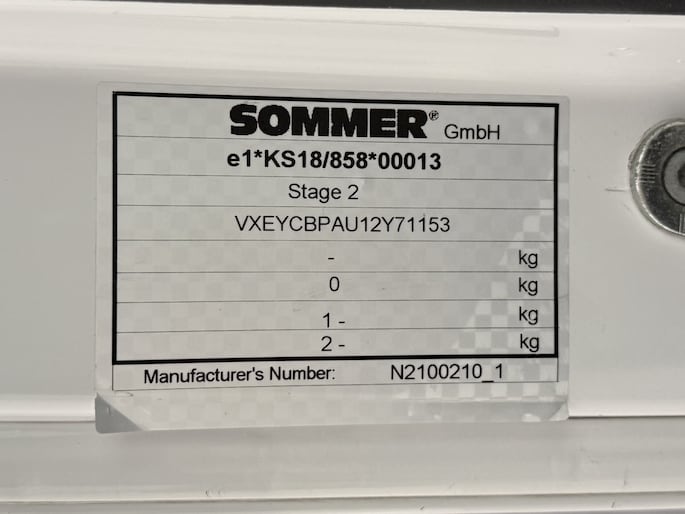 SOMMER® GmbH
e1*KS18/858*00013
Stage 2
VXEYCBPAU12Y71153
- kg
0 kg
1 - kg
2 - kg
Manufacturer's Number: N2100210_1